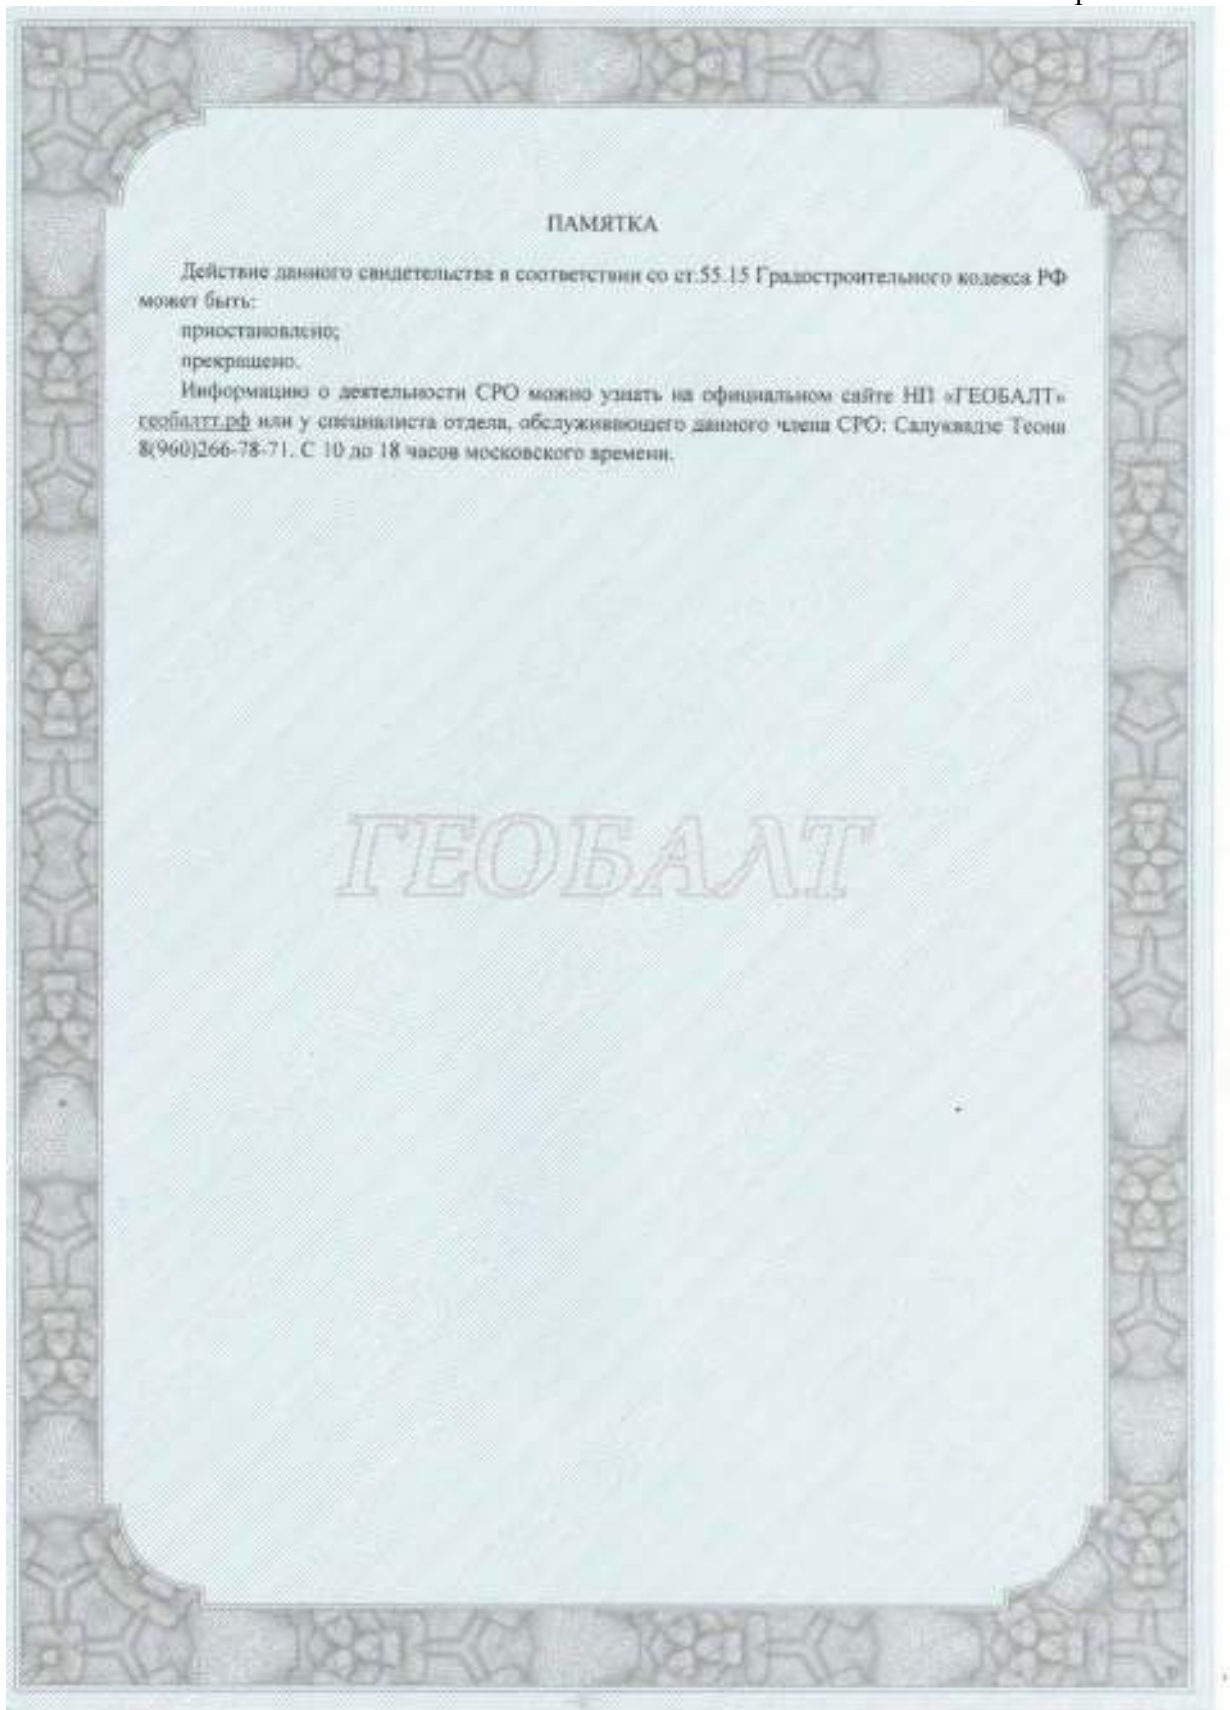 ПАМЯТКА
Действие данного свидетельства в соответствии со ст.55.15 Градостроительного кодекса РФ
может быть:
приостановлено;
прекращено.
Информацию о деятельности СРО можно узнать на официальном сайте НП «ГЕОБАЛТ»
геобалтт.рф или у специалиста отдела, обслуживающего данного члена СРО: Салуквадзе Теона
8(960)266-78-71. С 10 до 18 часов московского времени.
ГЕОБАЛТ